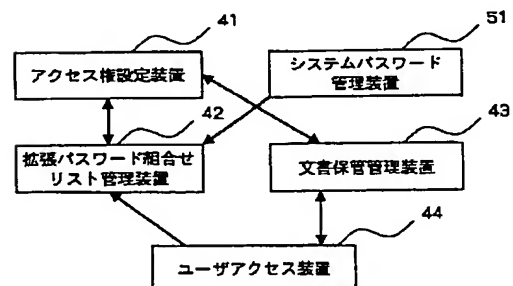 41
アクセス権設定装置
51
システムパスワード
管理装置
42
拡張パスワード組合せ
リスト管理装置
43
文書保管管理装置
44
ユーザアクセス装置